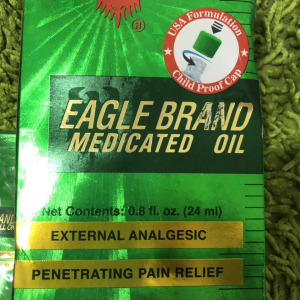 ®
USA Formulation
Child Proof Cap
EAGLE BRAND
MEDICATED OIL
Net Contents: 0.8 fl. oz. (24 ml)
EXTERNAL ANALGESIC
PENETRATING PAIN RELIEF
AND